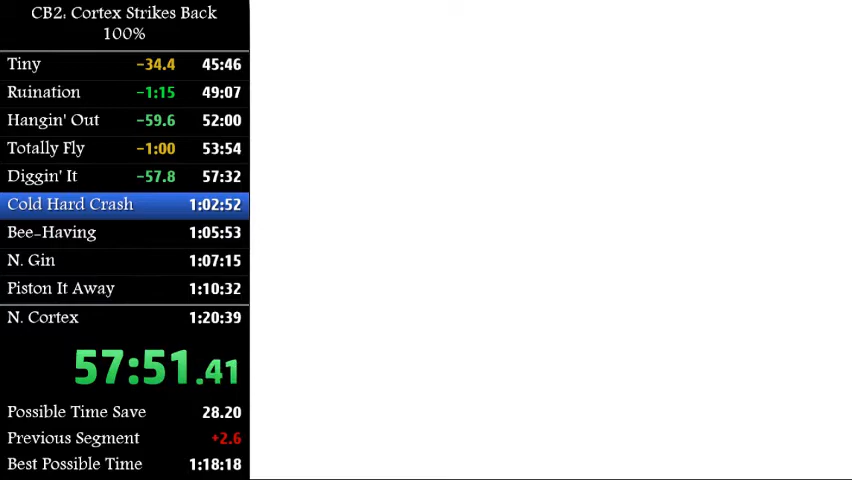 CB2: Cortex Strikes Back
100%
Tiny -34.4 45:46
Ruination -1:15 49:07
Hangin' Out -59.6 52:00
Totally Fly -1:00 53:54
Diggin' It -57.8 57:32
Cold Hard Crash 1:02:52
Bee-Having 1:05:53
N. Gin 1:07:15
Piston It Away 1:10:32
N. Cortex 1:20:39
57:51.41
Possible Time Save 28.20
Previous Segment +2.6
Best Possible Time 1:18:18